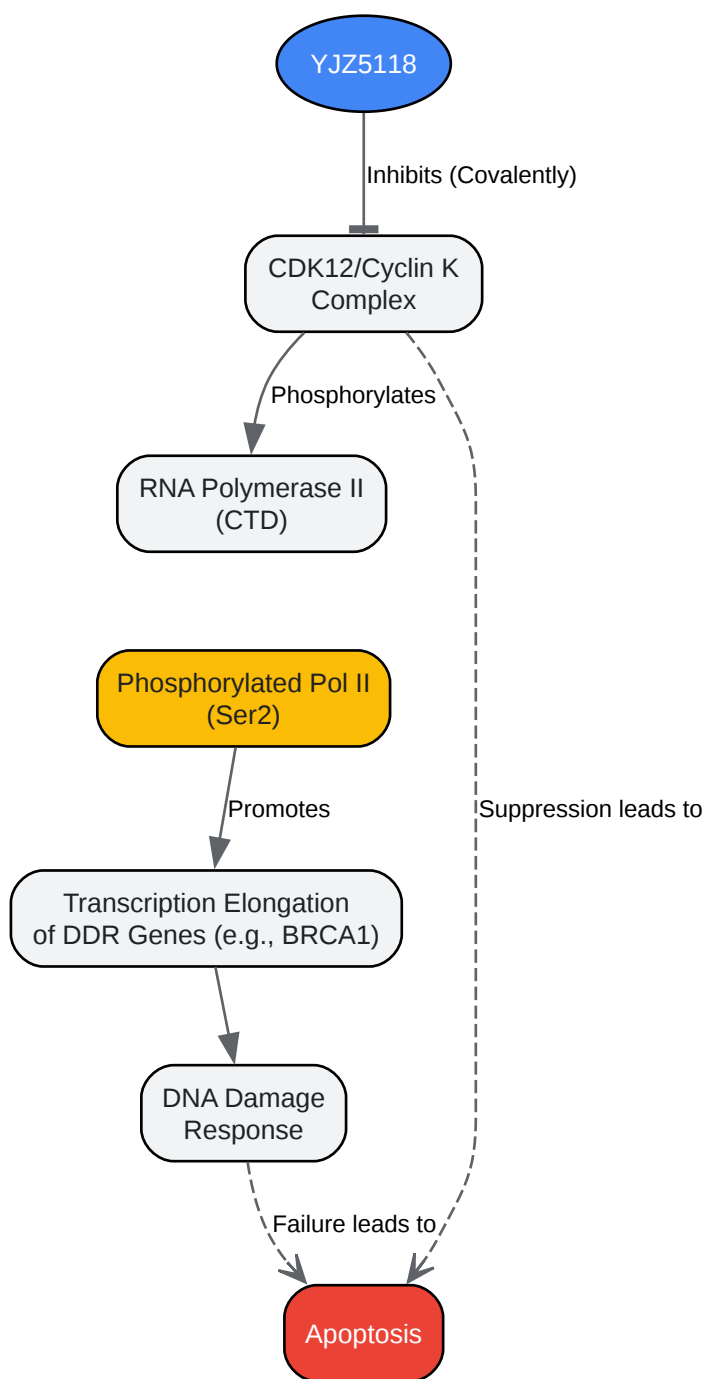 YJZ5118
Inhibits (Covalently)
CDK12/Cyclin K
Complex
Phosphorylates
RNA Polymerase II
(CTD)
Phosphorylated Pol II
(Ser2)
Promotes
Suppression leads to
Transcription Elongation
of DDR Genes (e.g., BRCA1)
DNA Damage
Response
Failure leads to
Apoptosis